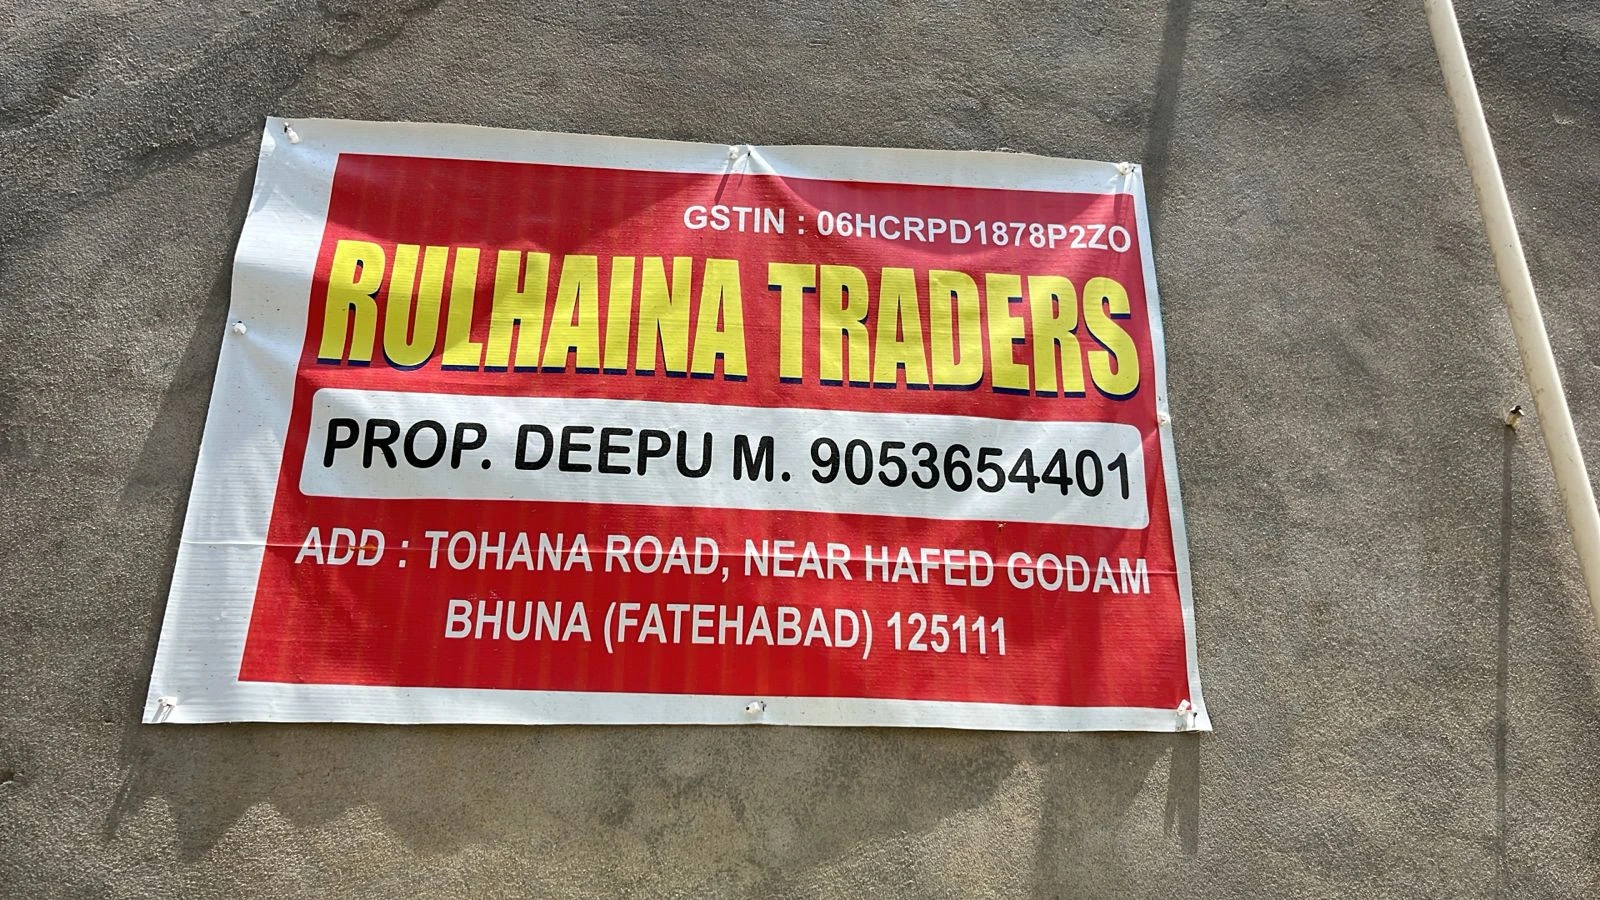 GSTIN : 06HCRPD1878P2ZO
RULHAINA TRADERS
PROP. DEEPU M. 9053654401
ADD : TOHANA ROAD, NEAR HAFED GODAM
BHUNA (FATEHABAD) 125111